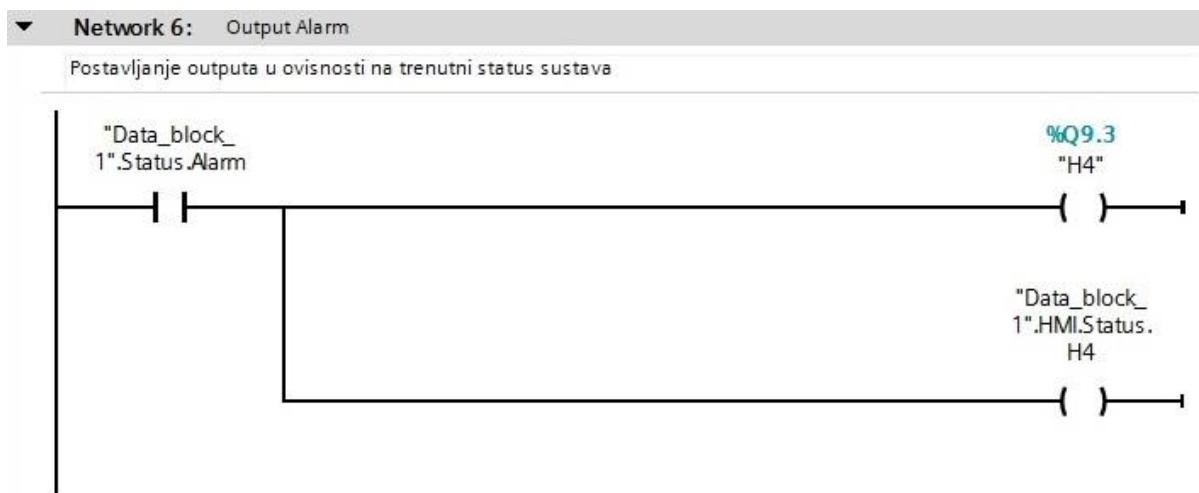 Network 6: Output Alarm
Postavljanje outputa u ovisnosti na trenutni status sustava
"Data_block_
1".Status.Alarm
%Q9.3
"H4"
"Data_block_
1".HMI.Status.
H4